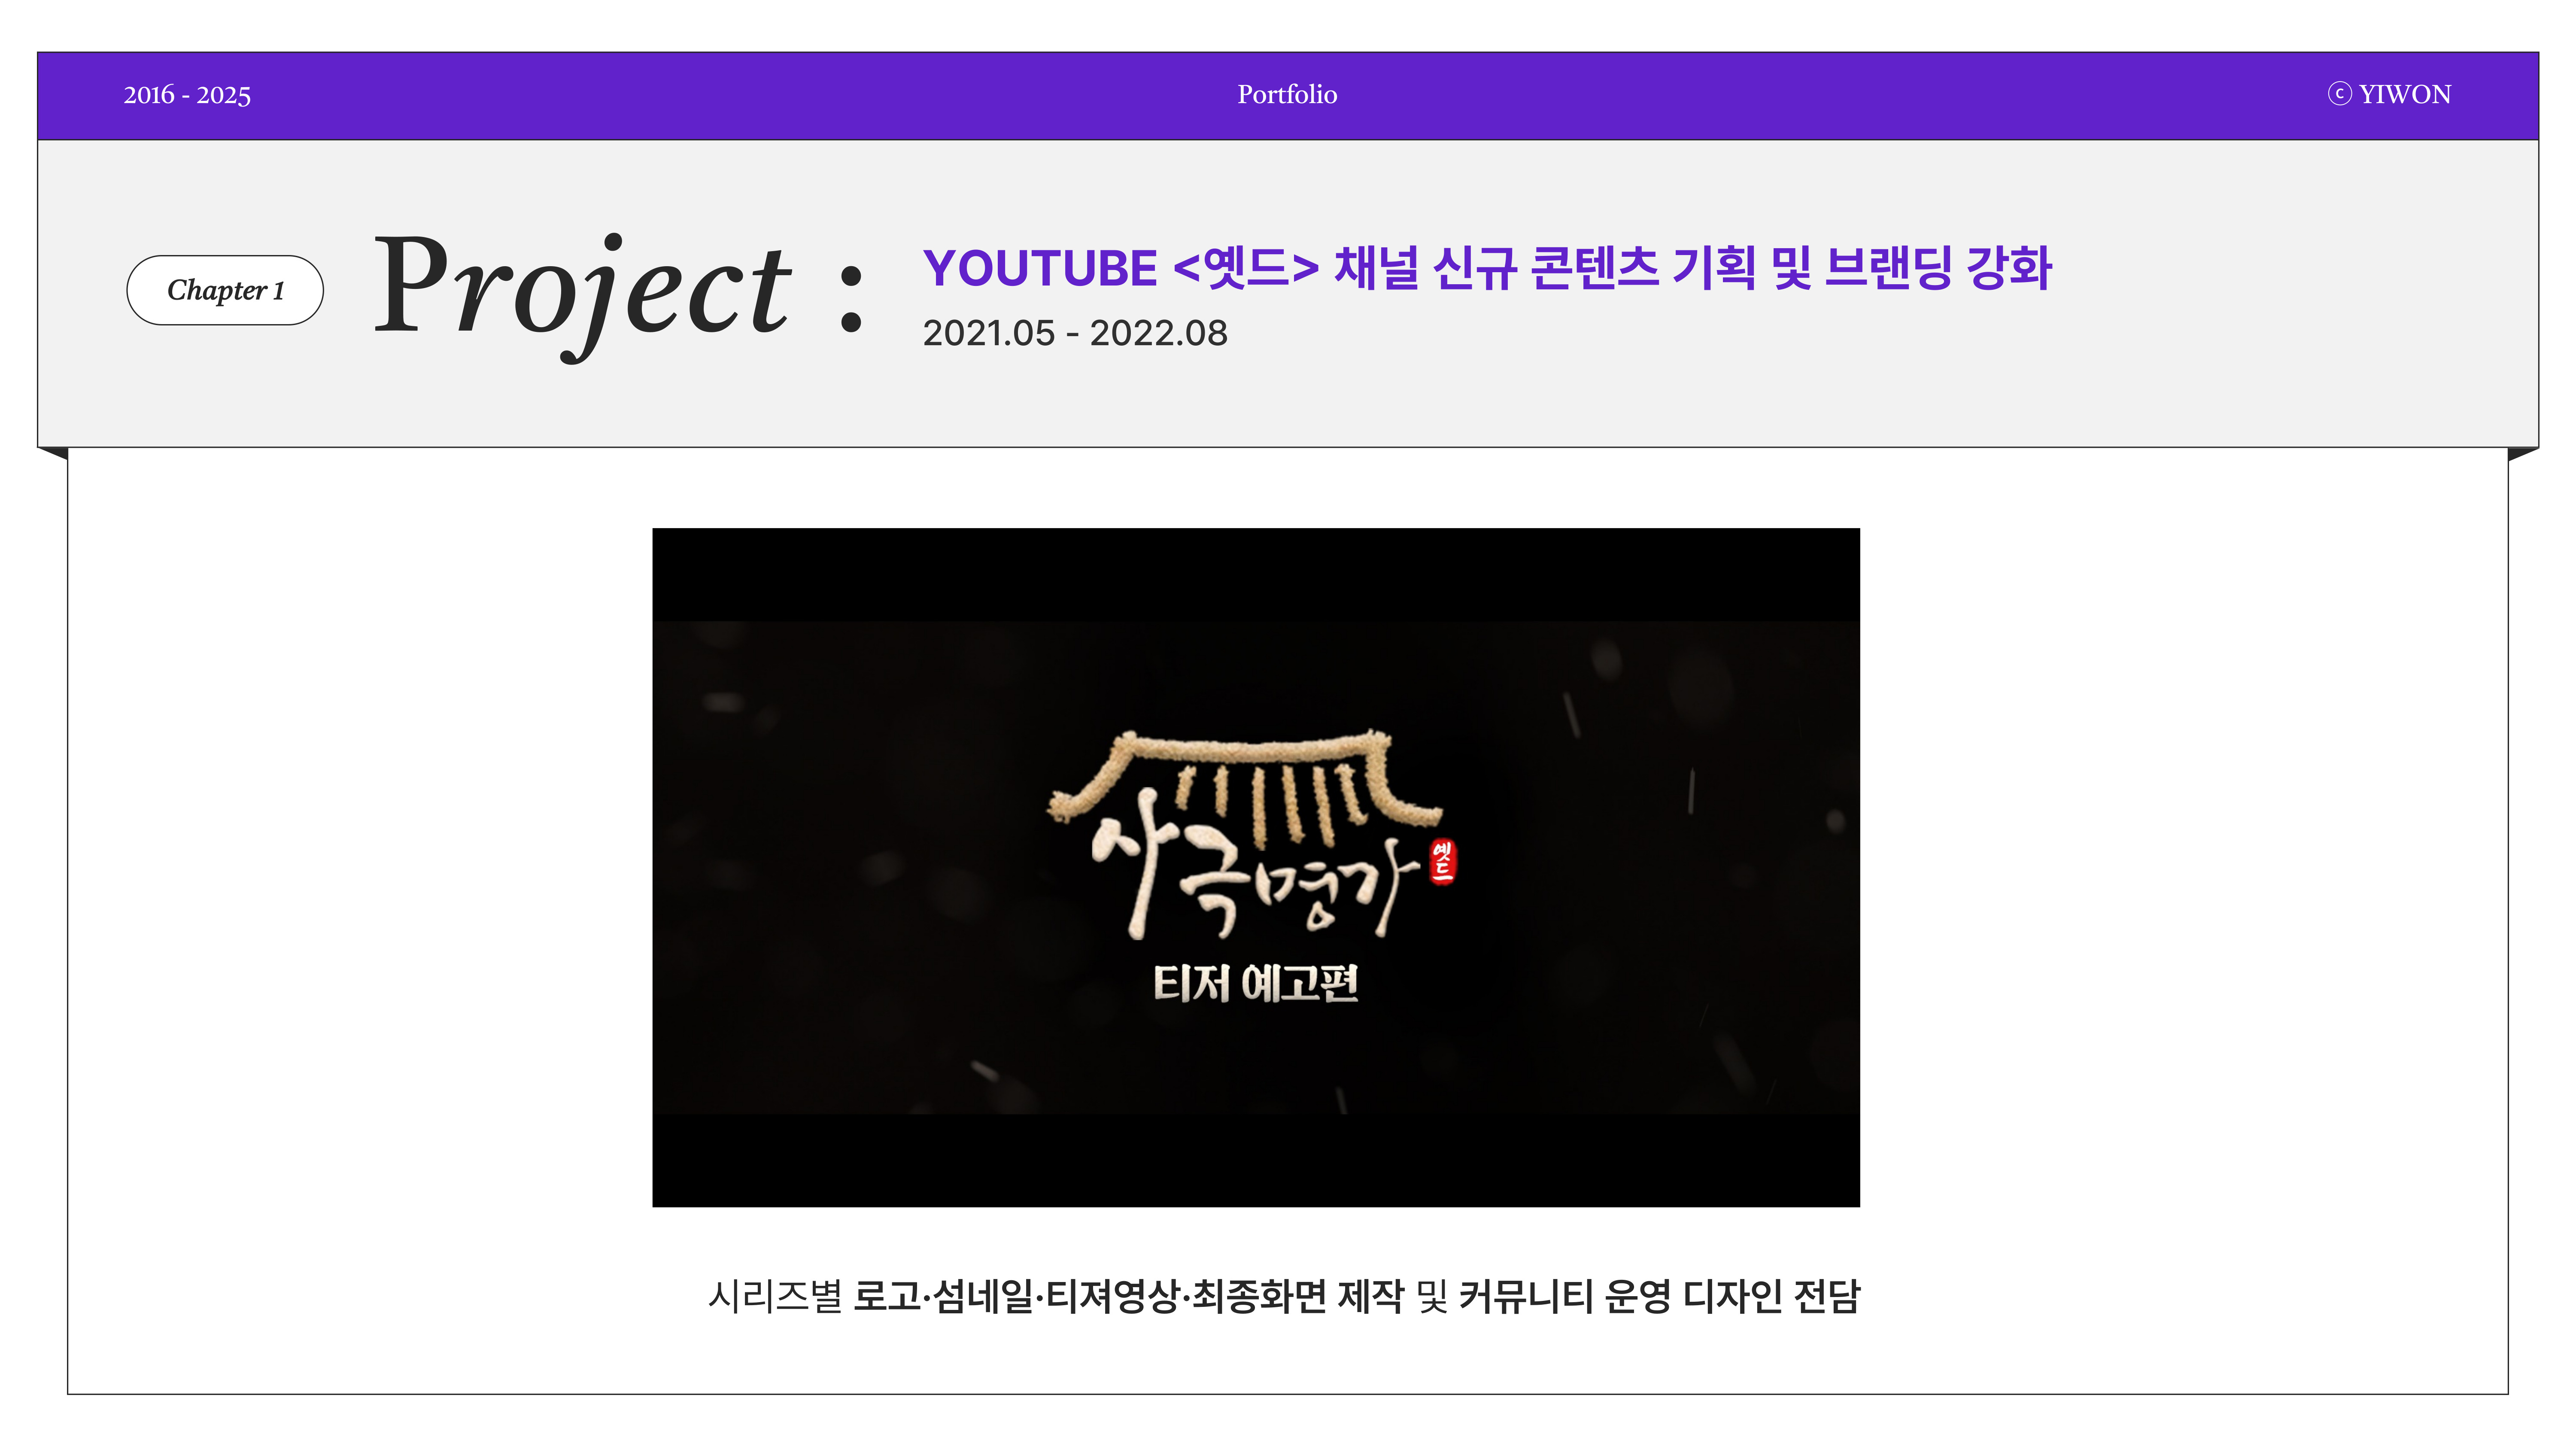 2016 - 2025
Portfolio
ⓒ YIWON
Chapter 1
Project :
YOUTUBE <옛드> 채널 신규 콘텐츠 기획 및 브랜딩 강화
2021.05 - 2022.08
사극명가
옛드
티저 예고편
시리즈별 로고·섬네일·티져영상·최종화면 제작 및 커뮤니티 운영 디자인 전담